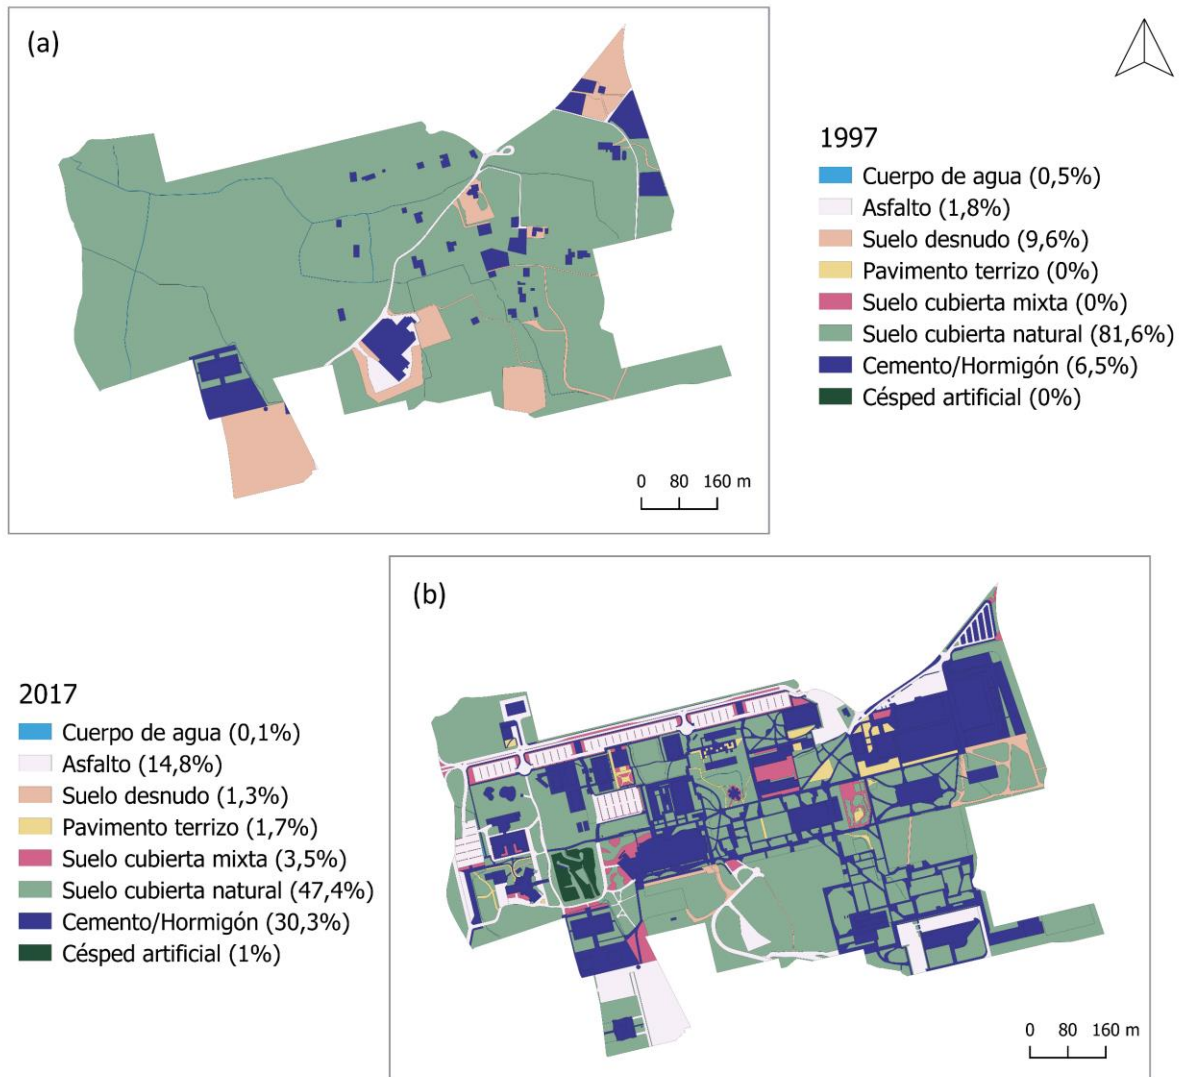 (a)
1997
Cuerpo de agua (0,5%)
Asfalto (1,8%)
Suelo desnudo (9,6%)
Pavimento terrizo (0%)
Suelo cubierta mixta (0%)
Suelo cubierta natural (81,6%)
Cemento/Hormigón (6,5%)
Césped artificial (0%)
0 80 160 m
(b)
2017
Cuerpo de agua (0,1%)
Asfalto (14,8%)
Suelo desnudo (1,3%)
Pavimento terrizo (1,7%)
Suelo cubierta mixta (3,5%)
Suelo cubierta natural (47,4%)
Cemento/Hormigón (30,3%)
Césped artificial (1%)
0 80 160 m